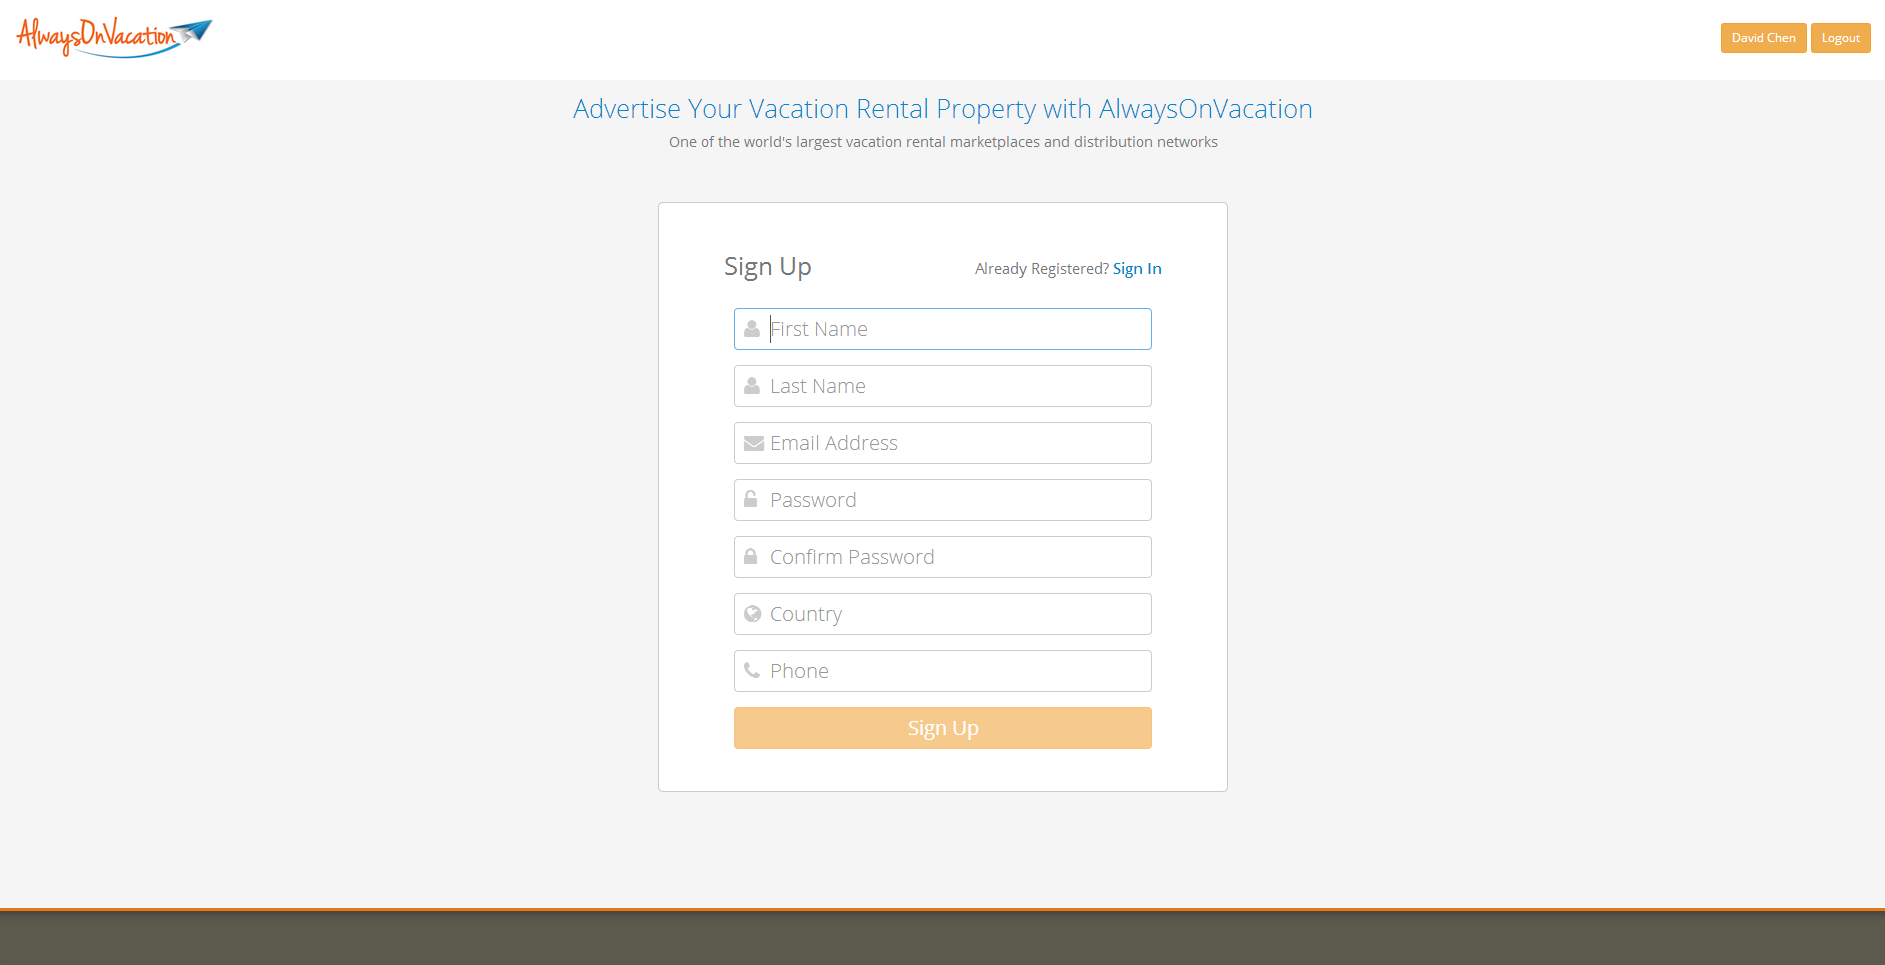 AlwaysOnVacation
David Chen
Logout
Advertise Your Vacation Rental Property with AlwaysOnVacation
One of the world's largest vacation rental marketplaces and distribution networks
Sign Up
Already Registered? Sign In
First Name
Last Name
Email Address
Password
Confirm Password
Country
Phone
Sign Up